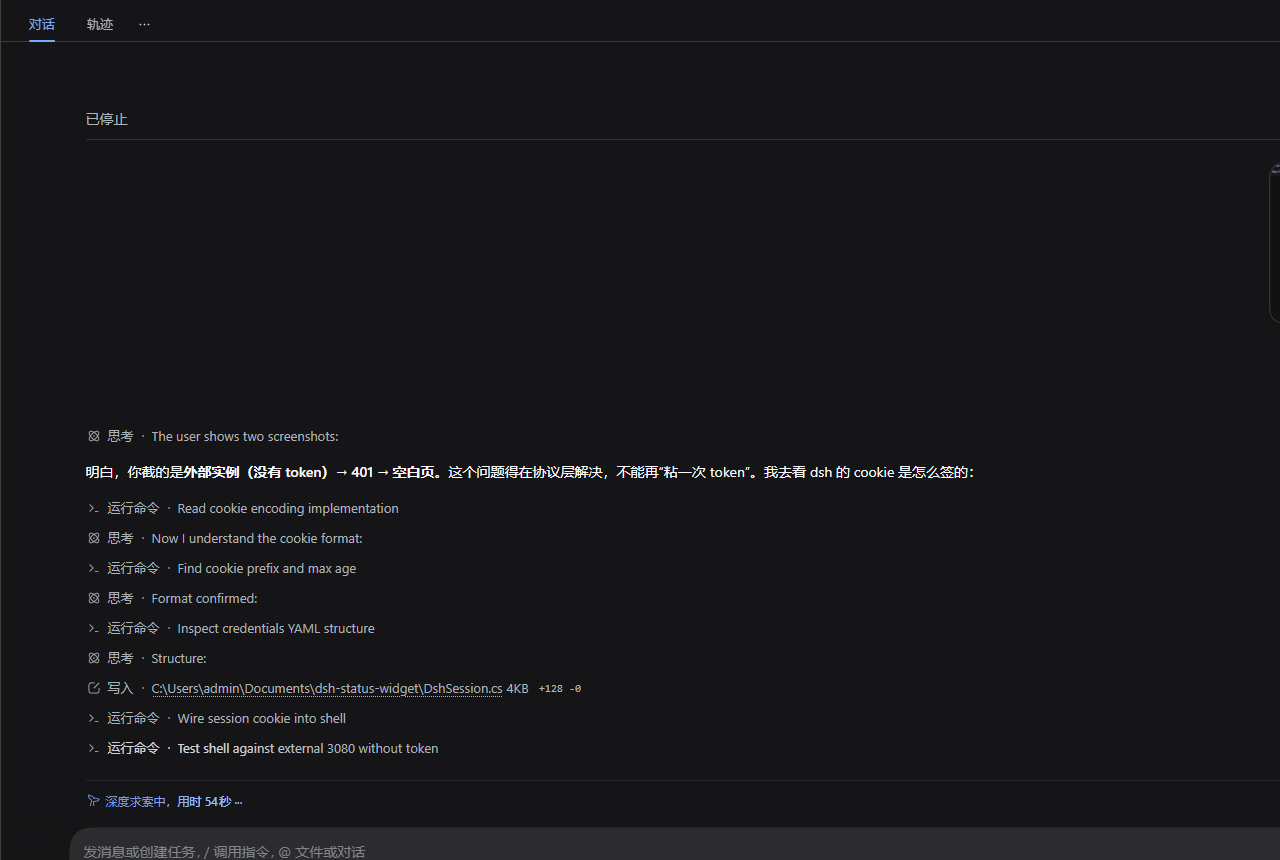 对话 轨迹 ···
已停止
思考 · The user shows two screenshots:
明白，你截的是外部实例（没有 token）→ 401 → 空白页。这个问题得在协议层解决，不能再“粘一次 token”。我去看 dsh 的 cookie 是怎么签的：
运行命令 · Read cookie encoding implementation
思考 · Now I understand the cookie format:
运行命令 · Find cookie prefix and max age
思考 · Format confirmed:
运行命令 · Inspect credentials YAML structure
思考 · Structure:
写入 · C:\Users\admin\Documents\dsh-status-widget\DshSession.cs 4KB +128 -0
运行命令 · Wire session cookie into shell
运行命令 · Test shell against external 3080 without token
深度求索中，用时 54秒 ···
发消息或创建任务, / 调用指令, @ 文件或对话